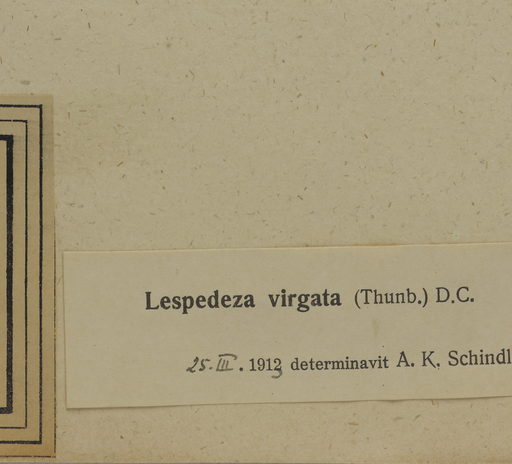 Lespedeza virgata (Thunb.) D.C.
25.III. 1913 determinavit A. K. Schindl